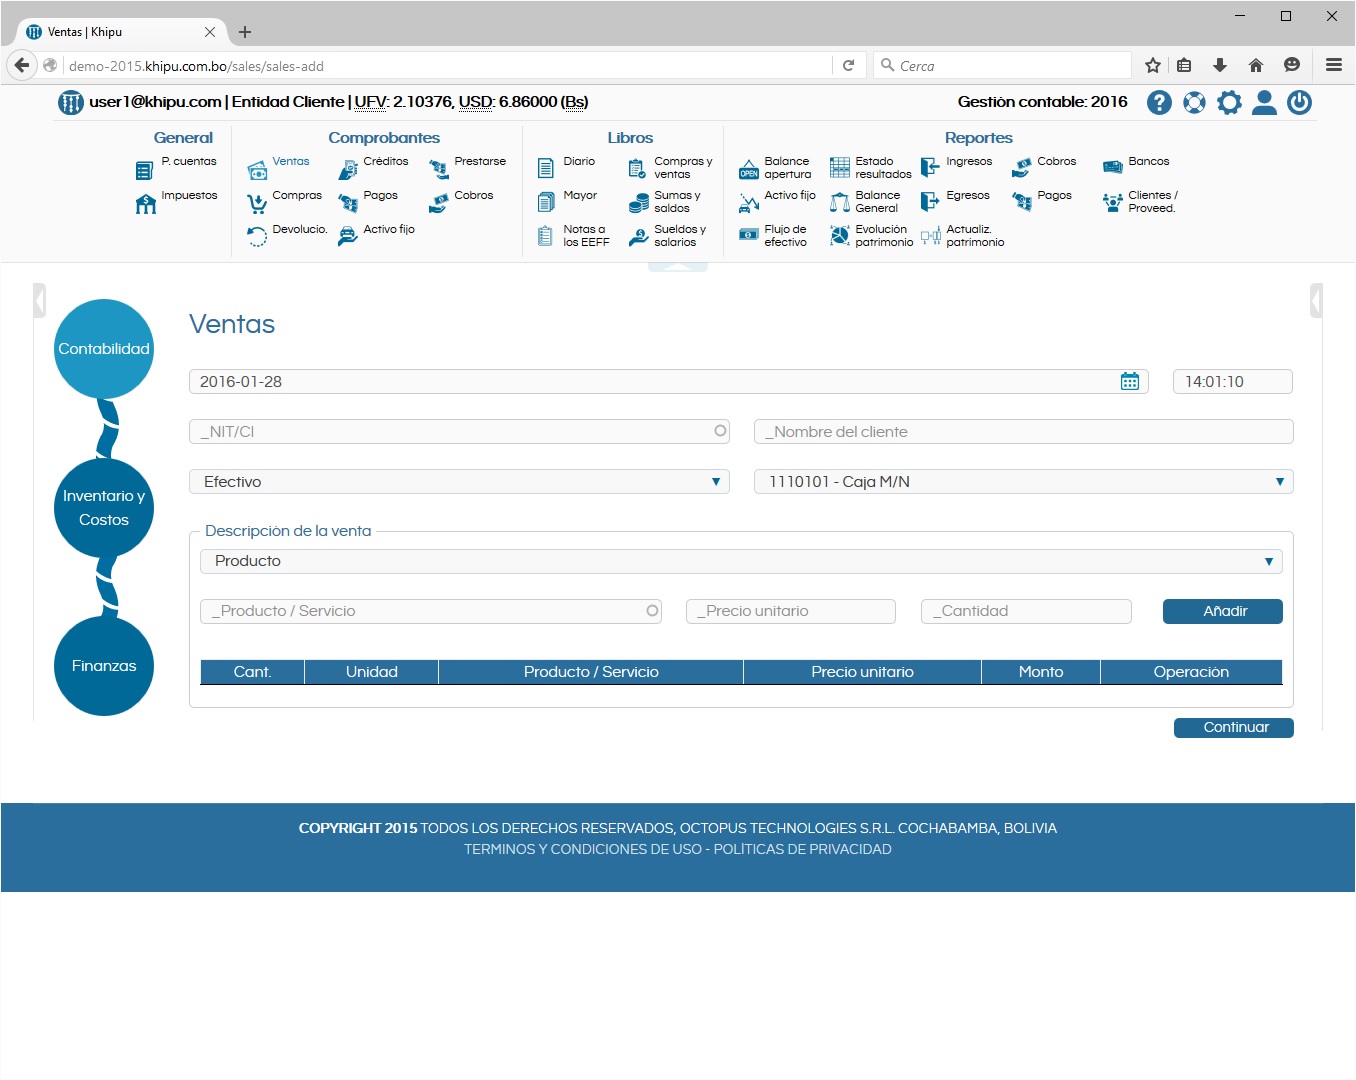 Ventas | Khipu
demo-2015.khipu.com.bo/sales/sales-add
Cerca
user1@khipu.com | Entidad Cliente | UFV: 2.10376, USD: 6.86000 (Bs)
Gestión contable: 2016
General
P. cuentas
Impuestos
Comprobantes
Ventas
Créditos
Prestarse
Compras
Pagos
Cobros
Devolucio.
Activo fijo
Libros
Diario
Compras y
ventas
Mayor
Sumas y
saldos
Notas a
los EEFF
Sueldos y
salarios
Reportes
OPEN
Balance
apertura
Estado
resultados
Ingresos
Cobros
Bancos
Activo fijo
Balance
General
Egresos
Pagos
Clientes /
Proveed.
Flujo de
efectivo
Evolución
patrimonio
Actualiz.
patrimonio
Contabilidad
Inventario y
Costos
Finanzas
Ventas
2016-01-28
14:01:10
_NIT/CI
_Nombre del cliente
Efectivo
1110101 - Caja M/N
Descripción de la venta
Producto
_Producto / Servicio
_Precio unitario
_Cantidad
Añadir
Cant.
Unidad
Producto / Servicio
Precio unitario
Monto
Operación
Continuar
COPYRIGHT 2015 TODOS LOS DERECHOS RESERVADOS, OCTOPUS TECHNOLOGIES S.R.L. COCHABAMBA, BOLIVIA
TERMINOS Y CONDICIONES DE USO - POLÍTICAS DE PRIVACIDAD